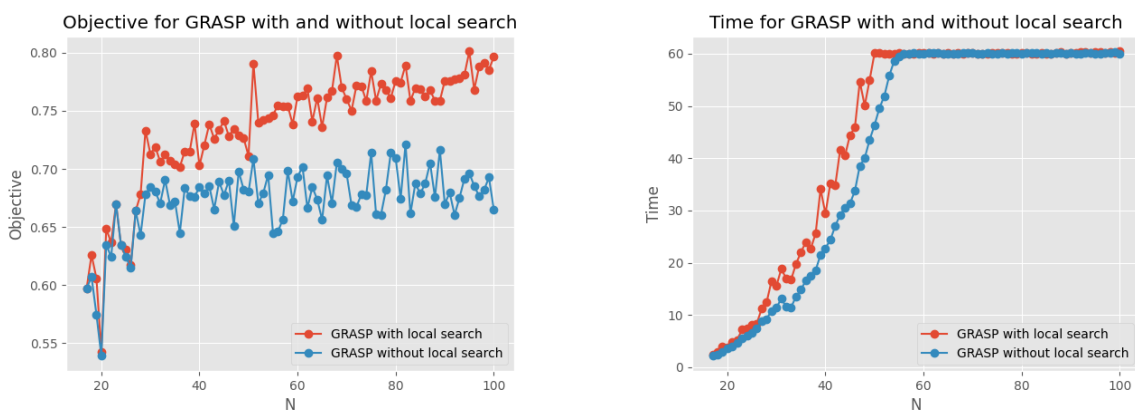 Objective for GRASP with and without local search
0.80
0.75
0.70
0.65
0.60
0.55
Objective
20 40 60 80 100
N
GRASP with local search
GRASP without local search
Time for GRASP with and without local search
60
50
40
30
20
10
0
Time
20 40 60 80 100
N
GRASP with local search
GRASP without local search